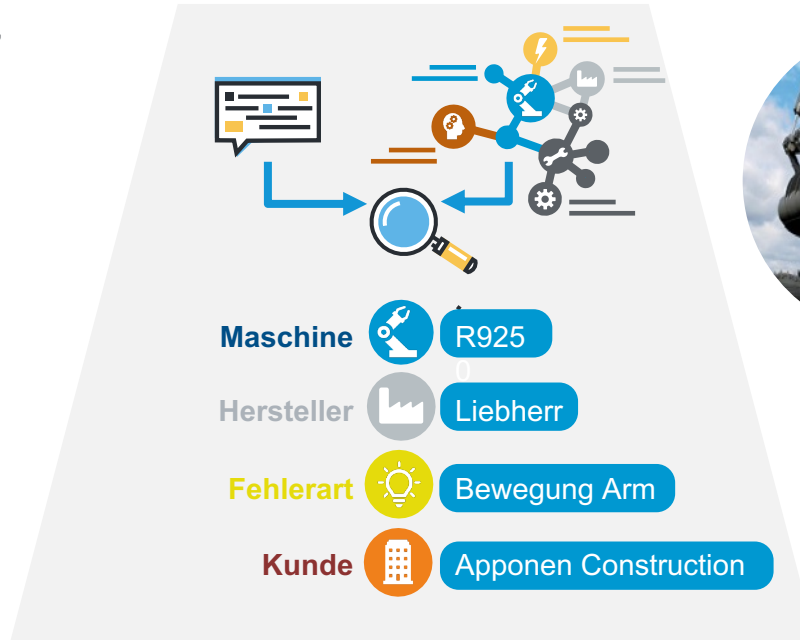 Maschine R925
0
Hersteller Liebherr
Fehlerart Bewegung Arm
Kunde Apponen Construction